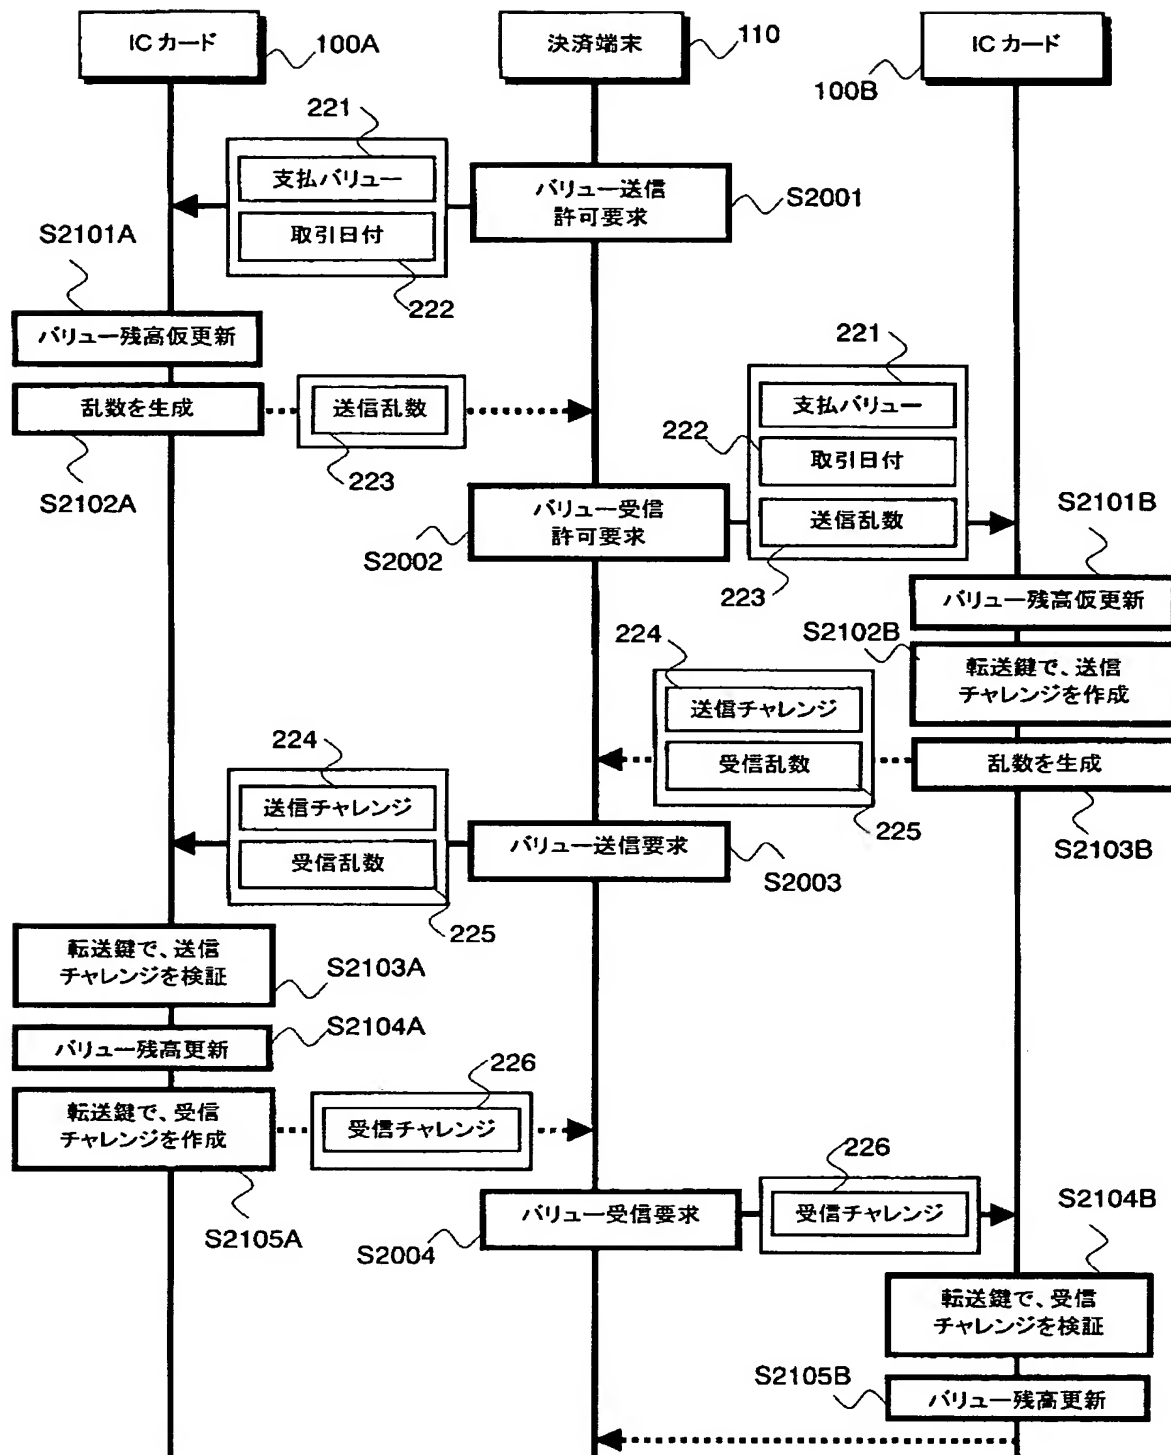 IC カード
100A
決済端末
110
IC カード
100B
221
支払バリュー
取引日付
222
バリュー送信
許可要求
S2001
S2101A
バリュー残高仮更新
乱数を生成
S2102A
送信乱数
223
221
支払バリュー
222
取引日付
送信乱数
223
バリュー受信
許可要求
S2002
S2101B
バリュー残高仮更新
S2102B
転送鍵で、送信
チャレンジを作成
224
送信チャレンジ
受信乱数
225
乱数を生成
S2103B
224
送信チャレンジ
受信乱数
225
バリュー送信要求
S2003
転送鍵で、送信
チャレンジを検証
S2103A
バリュー残高更新
S2104A
転送鍵で、受信
チャレンジを作成
S2105A
226
受信チャレンジ
バリュー受信要求
S2004
226
受信チャレンジ
S2104B
転送鍵で、受信
チャレンジを検証
S2105B
バリュー残高更新